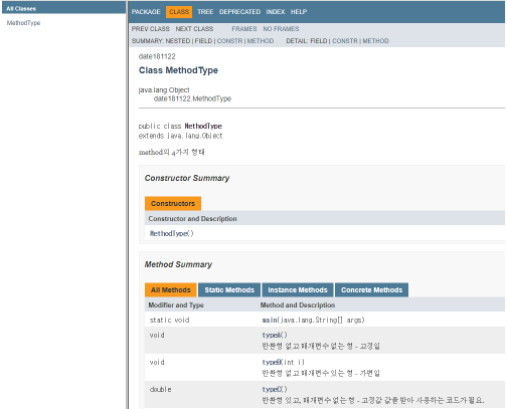 All Classes
MethodType
PACKAGE CLASS TREE DEPRECATED INDEX HELP
PREV CLASS NEXT CLASS FRAMES NO FRAMES
SUMMARY: NESTED | FIELD | CONSTR | METHOD DETAIL: FIELD | CONSTR | METHOD
date181122
Class MethodType
java.lang.Object
date181122.MethodType
public class MethodType
extends java.lang.Object
method의 4가지 형태
Constructor Summary
Constructors
Constructor and Description
MethodType()
Method Summary
All Methods Static Methods Instance Methods Concrete Methods
Modifier and Type Method and Description
static void main(java.lang.String[] args)
void typeA()
반환형 없고 매개변수 없는 형 - 고정일
void typeB(int i)
반환형 없고 매개변수 있는 형 - 가변일
double typeC()
반환형 있고, 매개변수 없는 형 - 고정값 값을 받아 사용하는 코드가 필요.